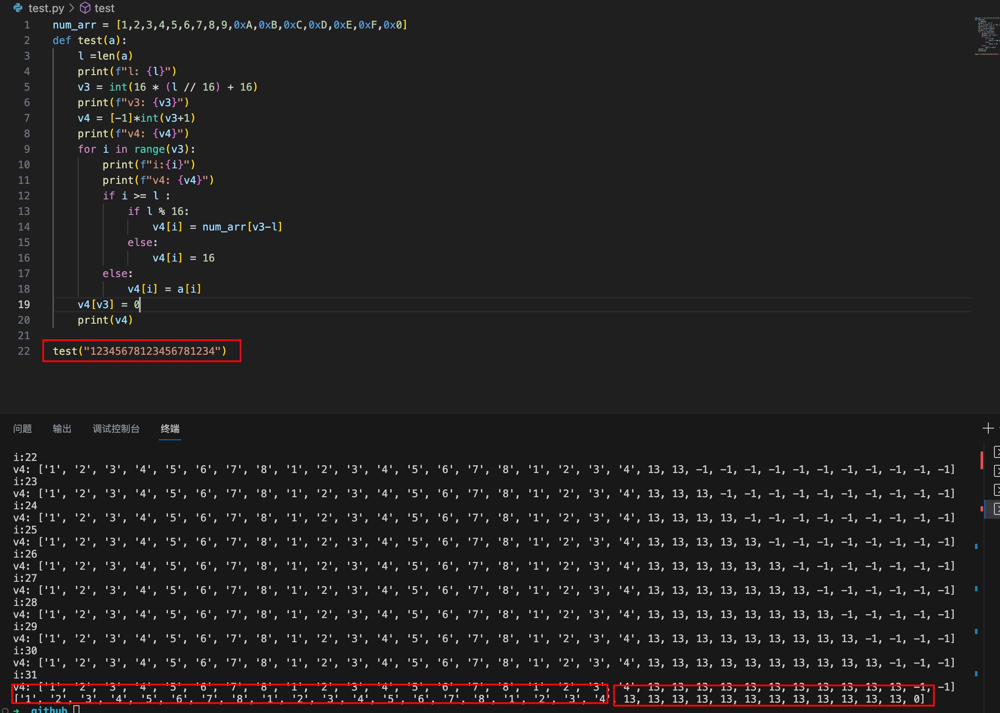 test.py > test
1 num_arr = [1,2,3,4,5,6,7,8,9,0xA,0xB,0xC,0xD,0xE,0xF,0x0]
2 def test(a):
3 l =len(a)
4 print(f"l: {l}")
5 v3 = int(16 * (l // 16) + 16)
6 print(f"v3: {v3}")
7 v4 = [-1]*int(v3+1)
8 print(f"v4: {v4}")
9 for i in range(v3):
10 print(f"i:{i}")
11 print(f"v4: {v4}")
12 if i >= l :
13 if l % 16:
14 v4[i] = num_arr[v3-l]
15 else:
16 v4[i] = 16
17 else:
18 v4[i] = a[i]
19 v4[v3] = 0
20 print(v4)
21
22 test("12345678123456781234")
问题 输出 调试控制台 终端
i:22
v4: ['1', '2', '3', '4', '5', '6', '7', '8', '1', '2', '3', '4', '5', '6', '7', '8', '1', '2', '3', '4', 13, 13, -1, -1, -1, -1, -1, -1, -1, -1, -1, -1, -1]
i:23
v4: ['1', '2', '3', '4', '5', '6', '7', '8', '1', '2', '3', '4', '5', '6', '7', '8', '1', '2', '3', '4', 13, 13, 13, -1, -1, -1, -1, -1, -1, -1, -1, -1, -1]
i:24
v4: ['1', '2', '3', '4', '5', '6', '7', '8', '1', '2', '3', '4', '5', '6', '7', '8', '1', '2', '3', '4', 13, 13, 13, 13, -1, -1, -1, -1, -1, -1, -1, -1, -1]
i:25
v4: ['1', '2', '3', '4', '5', '6', '7', '8', '1', '2', '3', '4', '5', '6', '7', '8', '1', '2', '3', '4', 13, 13, 13, 13, 13, -1, -1, -1, -1, -1, -1, -1, -1]
i:26
v4: ['1', '2', '3', '4', '5', '6', '7', '8', '1', '2', '3', '4', '5', '6', '7', '8', '1', '2', '3', '4', 13, 13, 13, 13, 13, 13, -1, -1, -1, -1, -1, -1, -1]
i:27
v4: ['1', '2', '3', '4', '5', '6', '7', '8', '1', '2', '3', '4', '5', '6', '7', '8', '1', '2', '3', '4', 13, 13, 13, 13, 13, 13, 13, -1, -1, -1, -1, -1, -1]
i:28
v4: ['1', '2', '3', '4', '5', '6', '7', '8', '1', '2', '3', '4', '5', '6', '7', '8', '1', '2', '3', '4', 13, 13, 13, 13, 13, 13, 13, 13, -1, -1, -1, -1, -1]
i:29
v4: ['1', '2', '3', '4', '5', '6', '7', '8', '1', '2', '3', '4', '5', '6', '7', '8', '1', '2', '3', '4', 13, 13, 13, 13, 13, 13, 13, 13, 13, -1, -1, -1, -1]
i:30
v4: ['1', '2', '3', '4', '5', '6', '7', '8', '1', '2', '3', '4', '5', '6', '7', '8', '1', '2', '3', '4', 13, 13, 13, 13, 13, 13, 13, 13, 13, 13, -1, -1, -1]
i:31
v4: ['1', '2', '3', '4', '5', '6', '7', '8', '1', '2', '3', '4', '5', '6', '7', '8', '1', '2', '3', '4', 13, 13, 13, 13, 13, 13, 13, 13, 13, 13, 13, -1, -1]
['1', '2', '3', '4', '5', '6', '7', '8', '1', '2', '3', '4', '5', '6', '7', '8', '1', '2', '3', '4', 13, 13, 13, 13, 13, 13, 13, 13, 13, 13, 13, 13, 0]
github